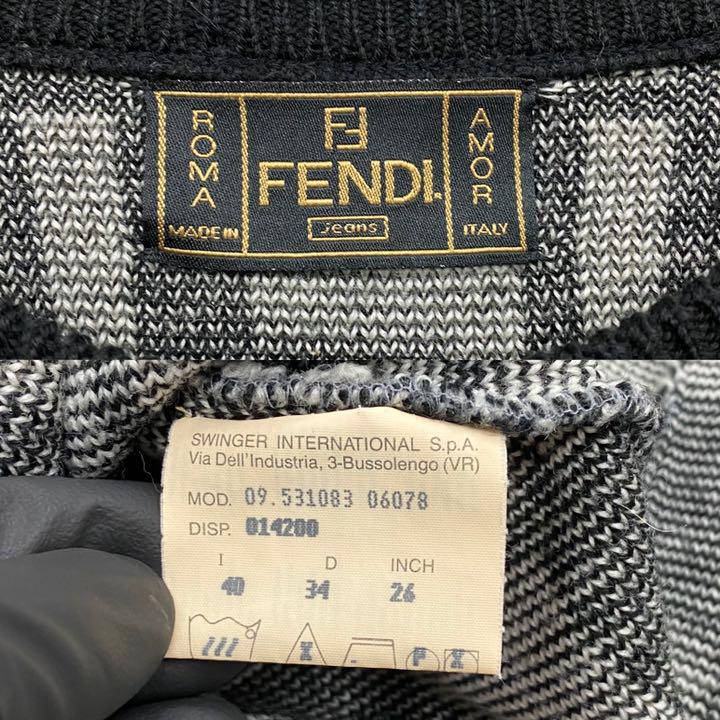 ROMA
MADE IN
FF
FENDI.
jeans
AMOR
ITALY
SWINGER INTERNATIONAL S.p.A.
Via Dell'Industria, 3-Bussolengo (VR)
MOD. 09.531083 06078
DISP. 014200
I D INCH
40 34 26
X P X